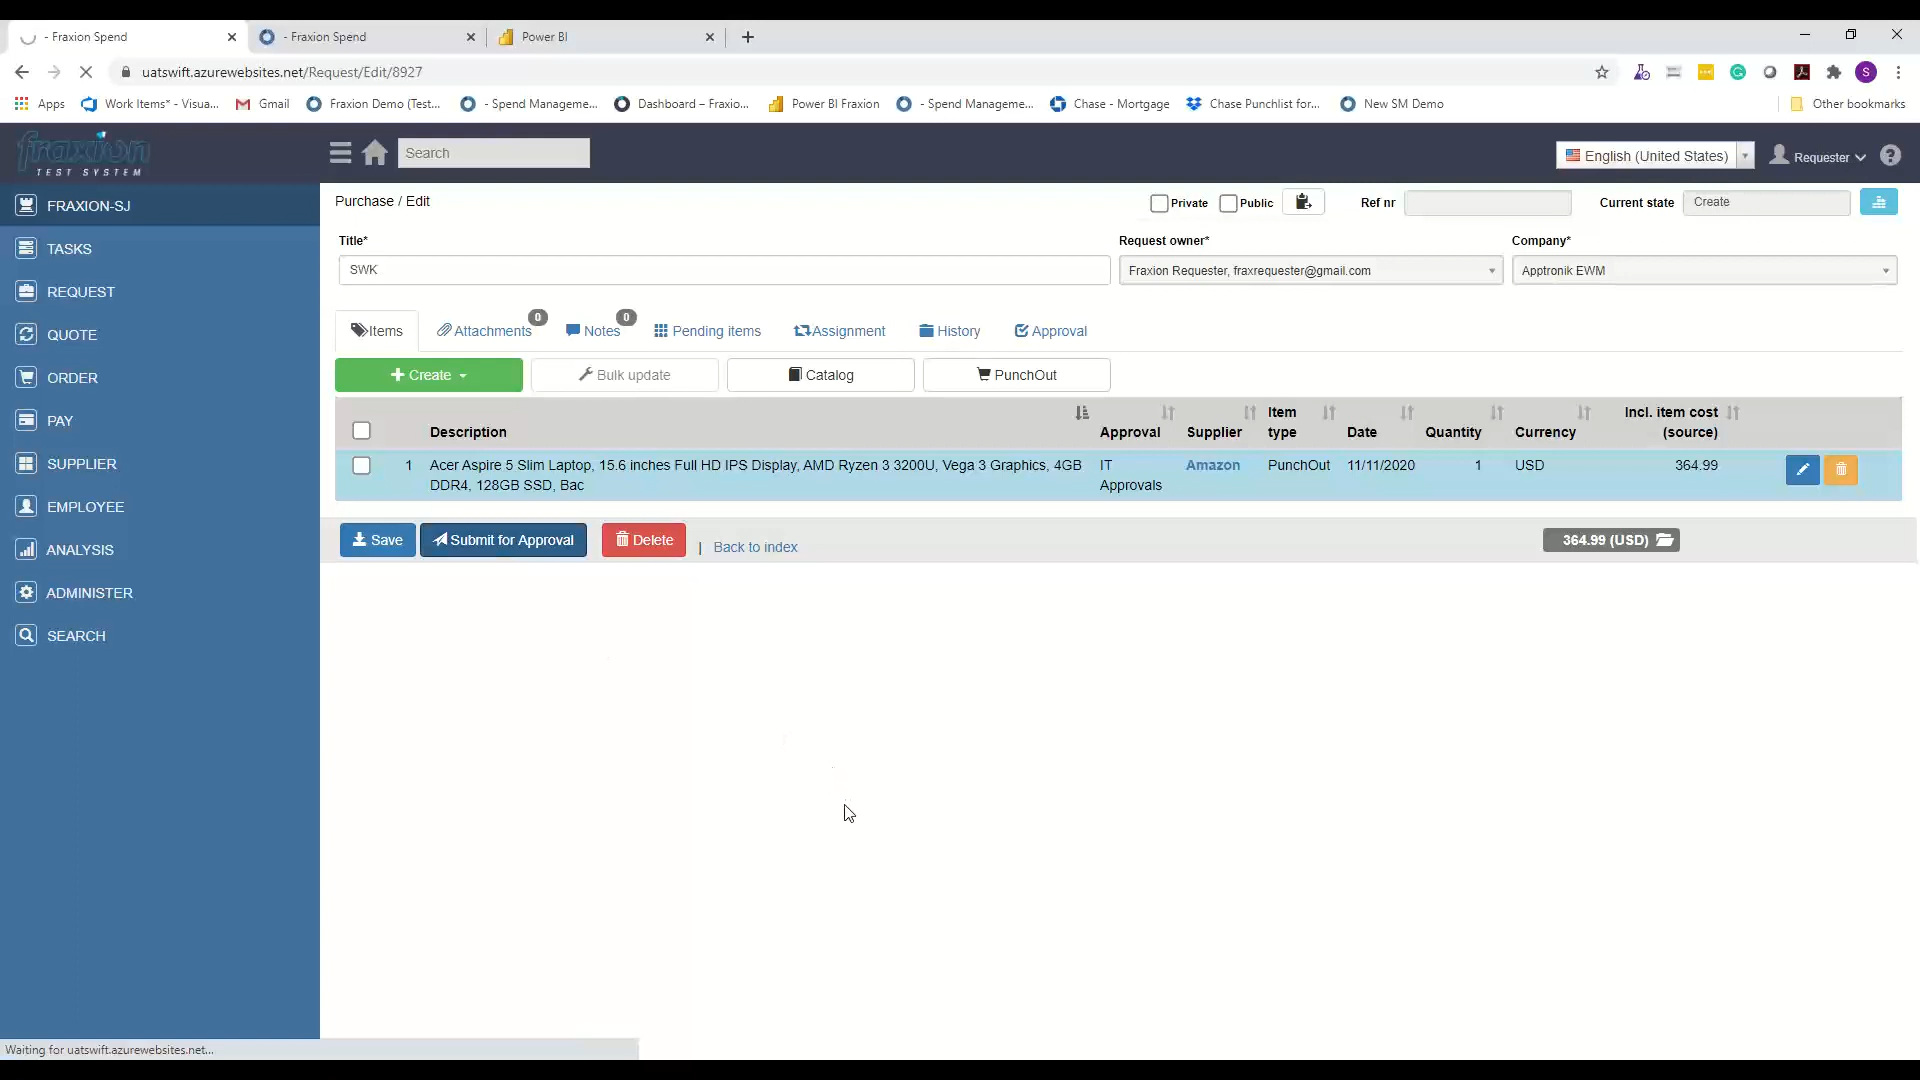 - Fraxion Spend
- Fraxion Spend
Power BI
uatswift.azurewebsites.net/Request/Edit/8927
S
Apps
Work Items* - Visua...
Gmail
Fraxion Demo (Test...
- Spend Manageme...
Dashboard – Fraxio...
Power BI Fraxion
- Spend Manageme...
Chase - Mortgage
Chase Punchlist for...
New SM Demo
Other bookmarks
fraxion
TEST SYSTEM
Search
English (United States)
Requester
FRAXION-SJ
TASKS
REQUEST
QUOTE
ORDER
PAY
SUPPLIER
EMPLOYEE
ANALYSIS
ADMINISTER
SEARCH
Purchase / Edit
Private
Public
Ref nr
Current state
Create
Title*
Request owner*
Company*
SWK
Fraxion Requester, fraxrequester@gmail.com
Apptronik EWM
Items
Attachments
0
Notes
0
Pending items
Assignment
History
Approval
+ Create
Bulk update
Catalog
PunchOut
Description
Approval
Supplier
Item
type
Date
Quantity
Currency
Incl. item cost
(source)
1
Acer Aspire 5 Slim Laptop, 15.6 inches Full HD IPS Display, AMD Ryzen 3 3200U, Vega 3 Graphics, 4GB
DDR4, 128GB SSD, Bac
IT
Approvals
Amazon
PunchOut
11/11/2020
1
USD
364.99
Save
Submit for Approval
Delete
| Back to index
364.99 (USD)
Waiting for uatswift.azurewebsites.net...